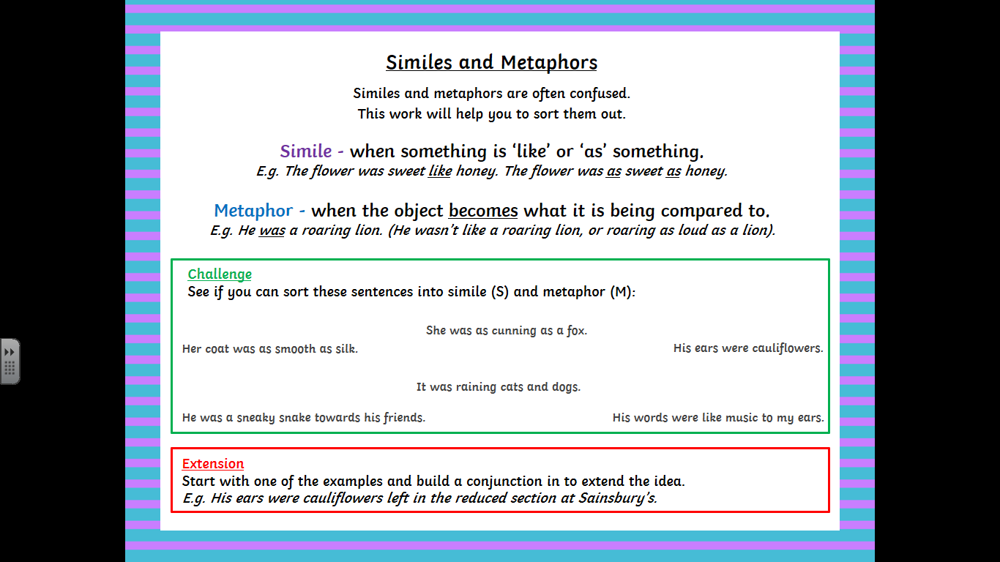 Similes and Metaphors
Similes and metaphors are often confused.
This work will help you to sort them out.
Simile - when something is ‘like’ or ‘as’ something.
E.g. The flower was sweet like honey. The flower was as sweet as honey.
Metaphor - when the object becomes what it is being compared to.
E.g. He was a roaring lion. (He wasn’t like a roaring lion, or roaring as loud as a lion).
Challenge
See if you can sort these sentences into simile (S) and metaphor (M):
She was as cunning as a fox.
Her coat was as smooth as silk.
His ears were cauliflowers.
It was raining cats and dogs.
He was a sneaky snake towards his friends.
His words were like music to my ears.
Extension
Start with one of the examples and build a conjunction in to extend the idea.
E.g. His ears were cauliflowers left in the reduced section at Sainsbury’s.